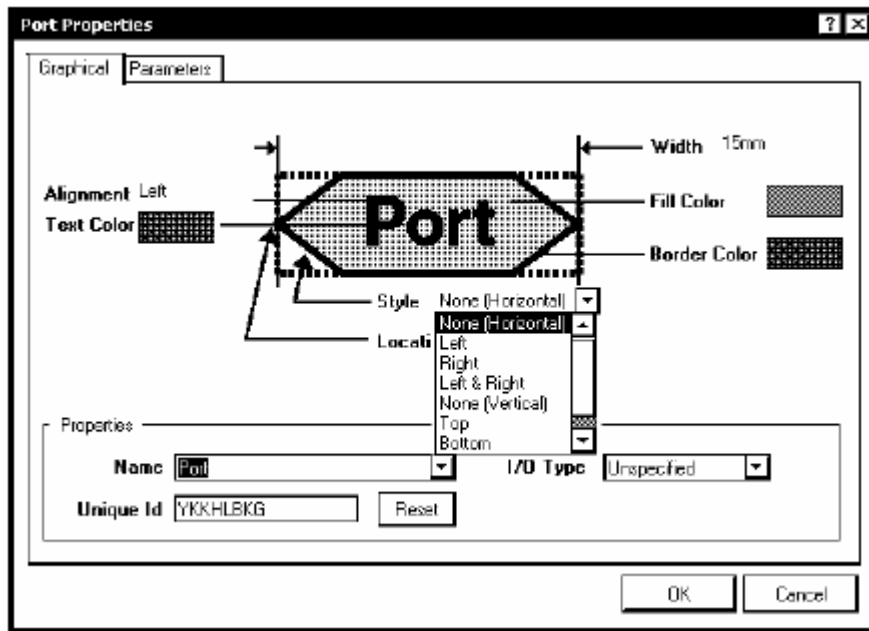 Port Properties
Graphical
Parameters
Width 15mm
Alignment Left
Port
Fill Color
Text Color
Border Color
Style None (Horizontal)
None (Horizontal)
Locati
Left
Right
Left & Right
None (Vertical)
Top
Bottom
Properties
Name Port
I/O Type Unspecified
Unique Id YKKHLBKG
Reset
OK
Cancel